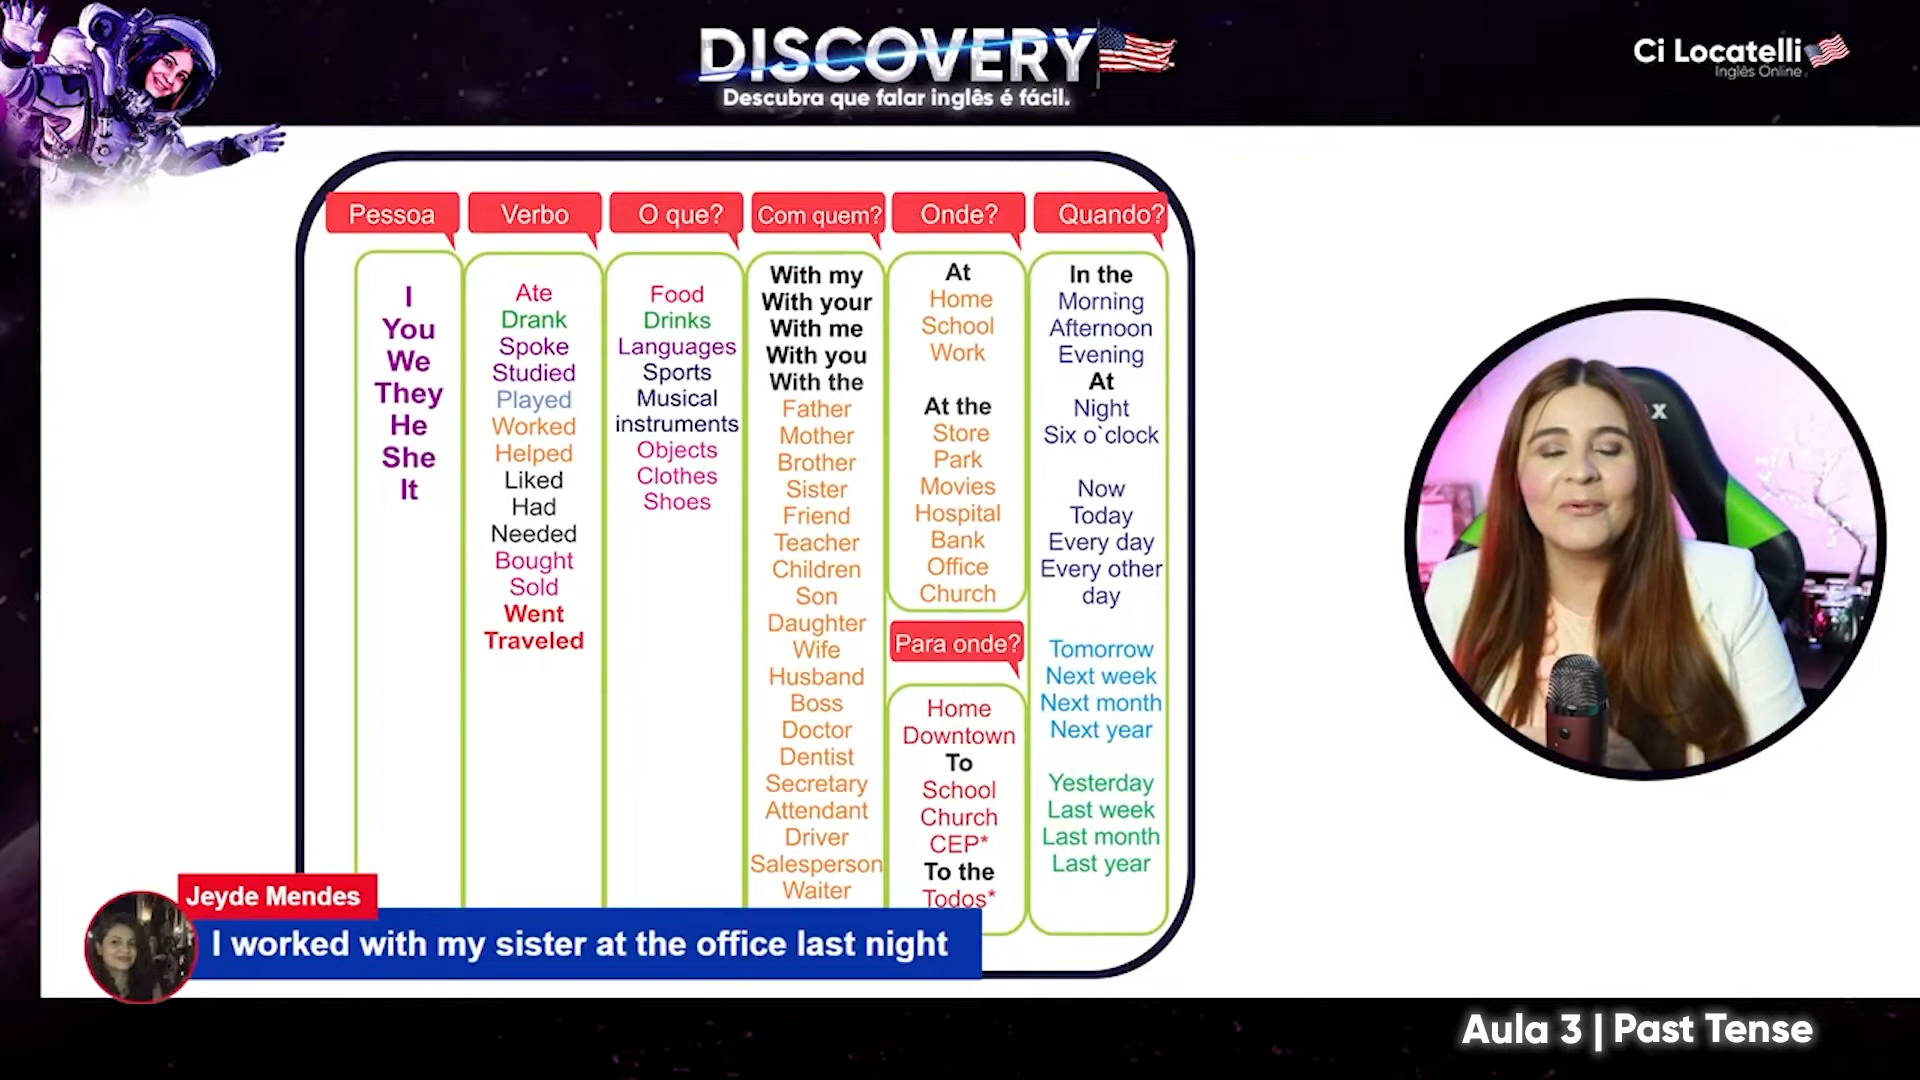 DISCOVERY
Descubra que falar inglês é fácil.
Ci Locatelli
Inglês Online
Pessoa
I
You
We
They
He
She
It
Verbo
Ate
Drank
Spoke
Studied
Played
Worked
Helped
Liked
Had
Needed
Bought
Sold
Went
Traveled
O que?
Food
Drinks
Languages
Sports
Musical
instruments
Objects
Clothes
Shoes
Com quem?
With my
With your
With me
With you
With the
Father
Mother
Brother
Sister
Friend
Teacher
Children
Son
Daughter
Wife
Husband
Boss
Doctor
Dentist
Secretary
Attendant
Driver
Salesperson
Waiter
Onde?
At
Home
School
Work
At the
Store
Park
Movies
Hospital
Bank
Office
Church
Para onde?
Home
Downtown
To
School
Church
CEP*
To the
Todos*
Quando?
In the
Morning
Afternoon
Evening
At
Night
Six o`clock
Now
Today
Every day
Every other
day
Tomorrow
Next week
Next month
Next year
Yesterday
Last week
Last month
Last year
Jeyde Mendes
I worked with my sister at the office last night
Aula 3 | Past Tense